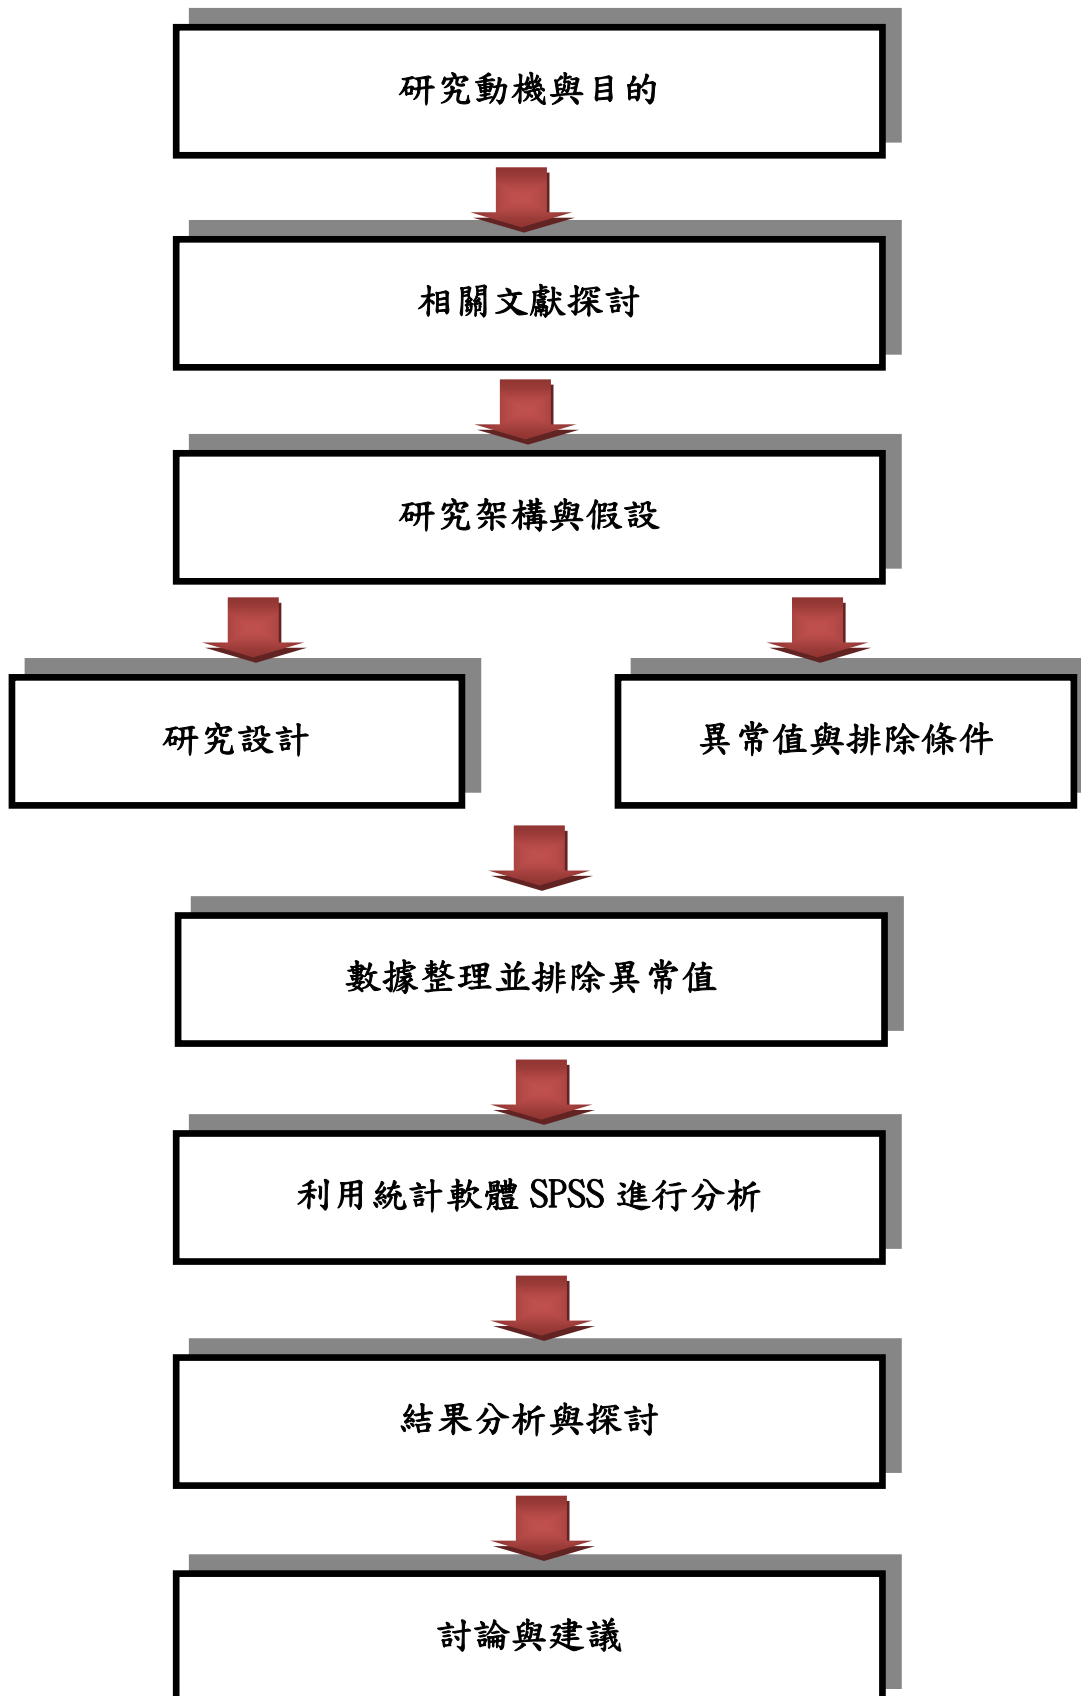 研究動機與目的
相關文獻探討
研究架構與假設
研究設計
異常值與排除條件
數據整理並排除異常值
利用統計軟體 SPSS 進行分析
結果分析與探討
討論與建議